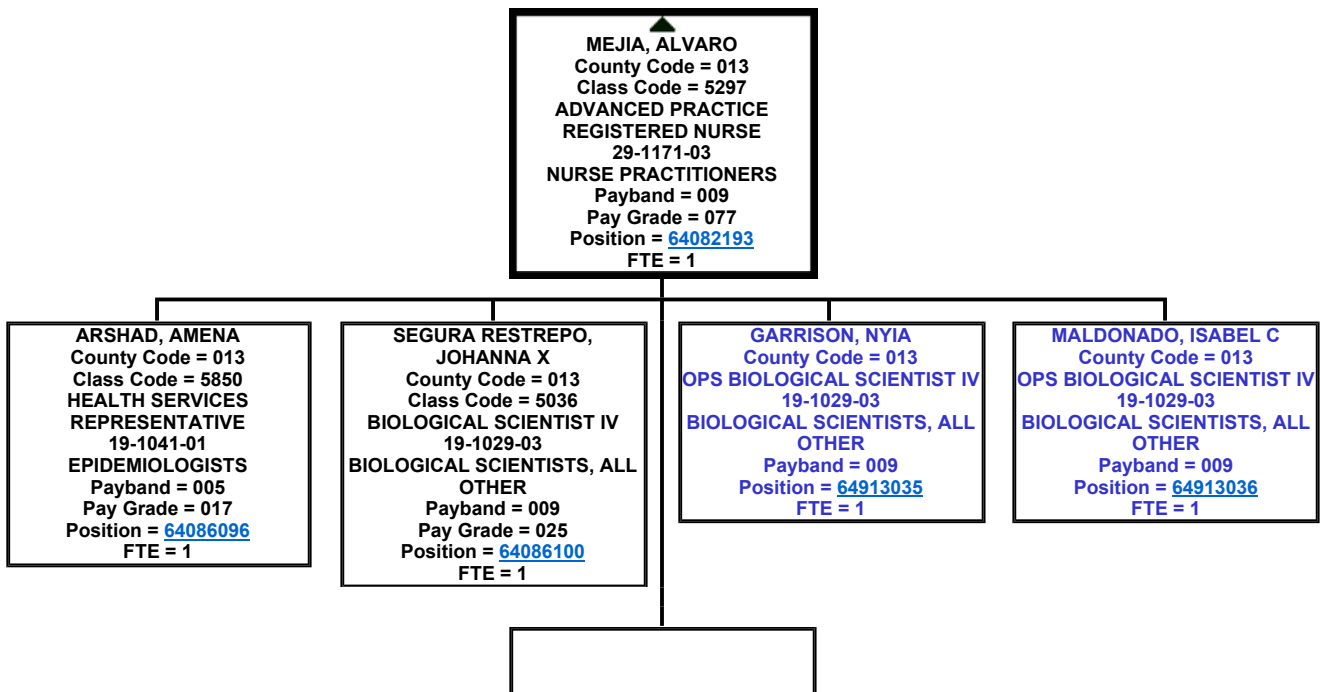 MEJIA, ALVARO
County Code = 013
Class Code = 5297
ADVANCED PRACTICE
REGISTERED NURSE
29-1171-03
NURSE PRACTITIONERS
Payband = 009
Pay Grade = 077
Position = 64082193
FTE = 1
ARSHAD, AMENA
County Code = 013
Class Code = 5850
HEALTH SERVICES
REPRESENTATIVE
19-1041-01
EPIDEMIOLOGISTS
Payband = 005
Pay Grade = 017
Position = 64086096
FTE = 1
SEGURA RESTREPO,
JOHANNA X
County Code = 013
Class Code = 5036
BIOLOGICAL SCIENTIST IV
19-1029-03
BIOLOGICAL SCIENTISTS, ALL
OTHER
Payband = 009
Pay Grade = 025
Position = 64086100
FTE = 1
GARRISON, NYIA
County Code = 013
OPS BIOLOGICAL SCIENTIST IV
19-1029-03
BIOLOGICAL SCIENTISTS, ALL
OTHER
Payband = 009
Position = 64913035
FTE = 1
MALDONADO, ISABEL C
County Code = 013
OPS BIOLOGICAL SCIENTIST IV
19-1029-03
BIOLOGICAL SCIENTISTS, ALL
OTHER
Payband = 009
Position = 64913036
FTE = 1